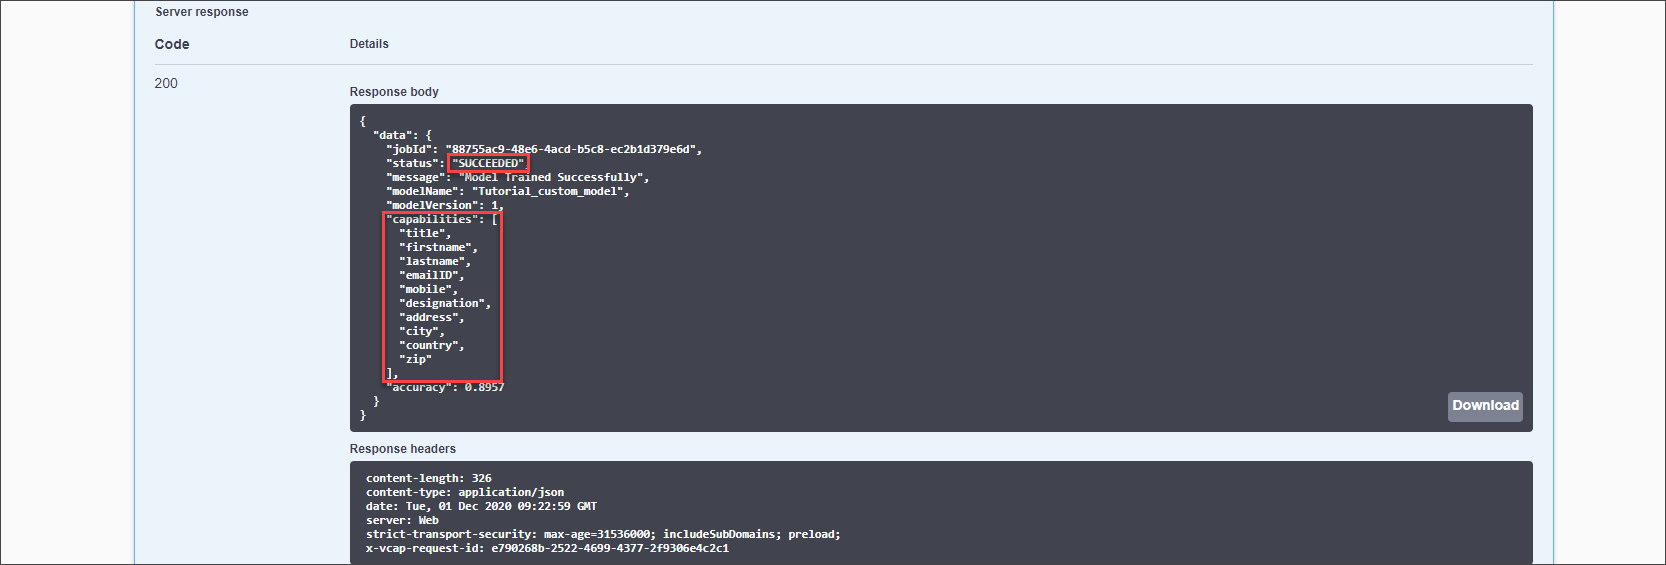 Server response
Code Details
200
Response body
{
"data": {
"jobId": "88755ac9-48e6-4acd-b5c8-ec2b1d379e6d",
"status": "SUCCEEDED",
"message": "Model Trained Successfully",
"modelName": "Tutorial_custom_model",
"modelVersion": 1,
"capabilities": [
"title",
"firstname",
"lastname",
"emailID",
"mobile",
"designation",
"address",
"city",
"country",
"zip"
],
"accuracy": 0.8957
}
}
Download
Response headers
content-length: 326
content-type: application/json
date: Tue, 01 Dec 2020 09:22:59 GMT
server: Web
strict-transport-security: max-age=31536000; includeSubDomains; preload;
x-vcap-request-id: e790268b-2522-4699-4377-2f9306e4c2c1